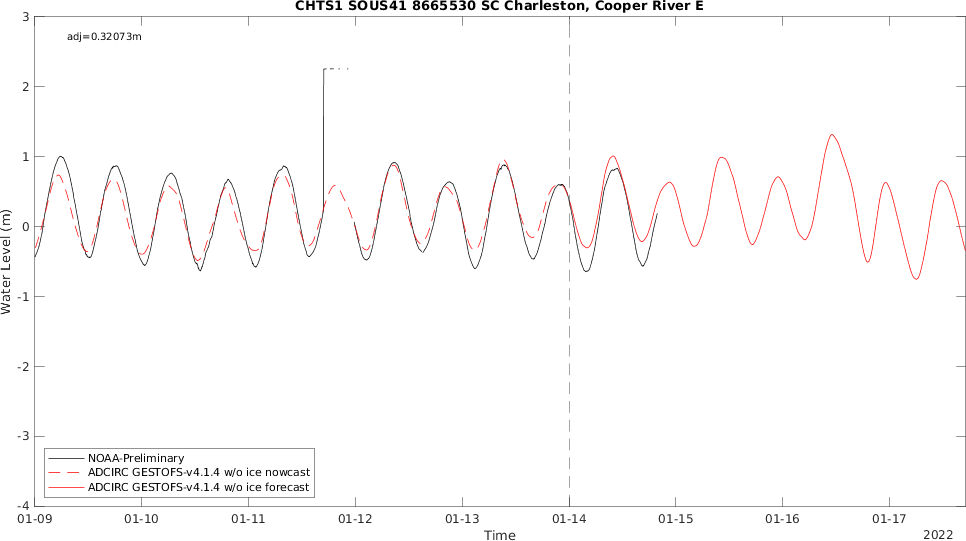 CHTS1 SOUS41 8665530 SC Charleston, Cooper River E
adj=0.32073m
3
2
1
0
-1
-2
-3
-4
Water Level (m)
NOAA-Preliminary
ADCIRC GESTOFS-v4.1.4 w/o ice nowcast
ADCIRC GESTOFS-v4.1.4 w/o ice forecast
01-09 01-10 01-11 01-12 01-13 01-14 01-15 01-16 01-17
Time
2022